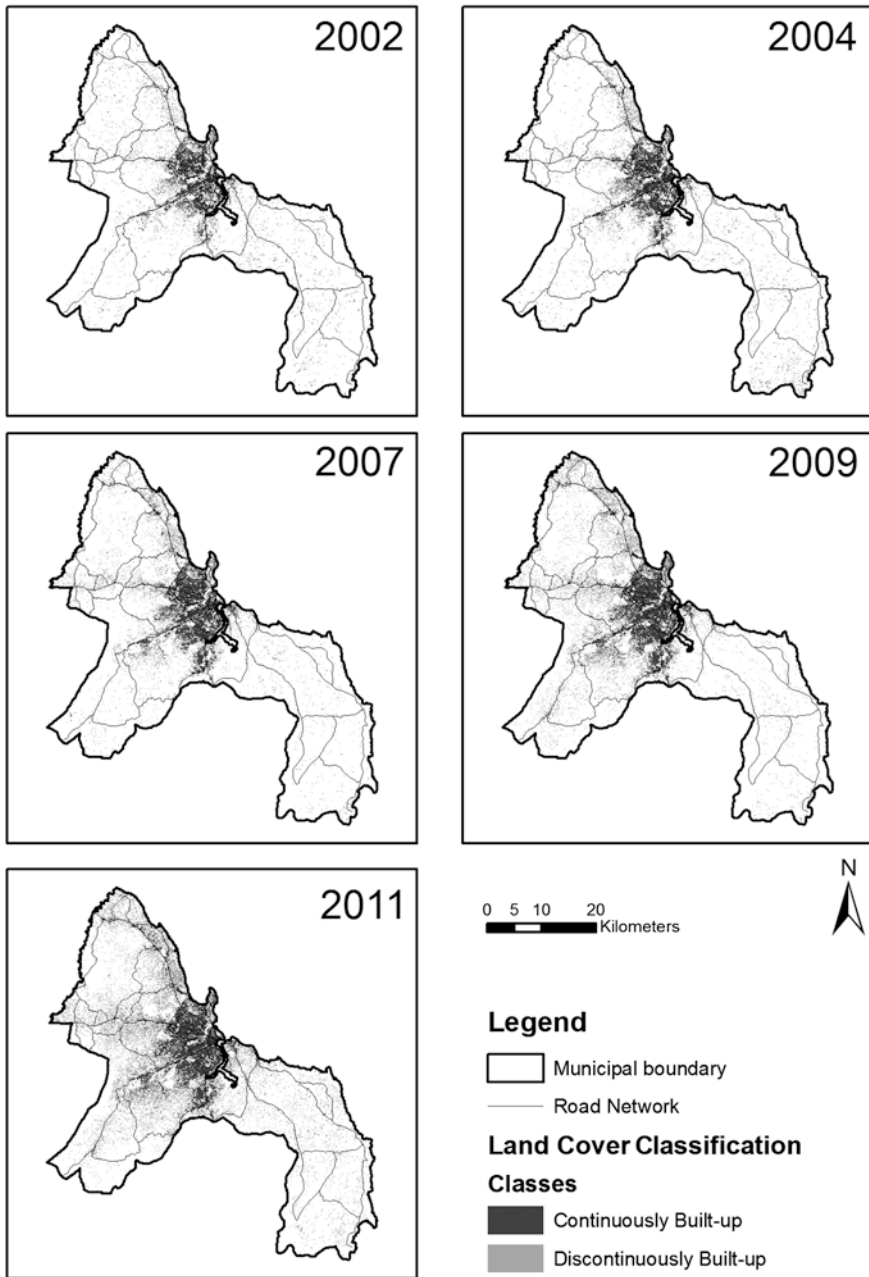 2002
2004
2007
2009
2011
N
0 5 10 20
Kilometers
Legend
Municipal boundary
Road Network
Land Cover Classification
Classes
Continuously Built-up
Discontinuously Built-up